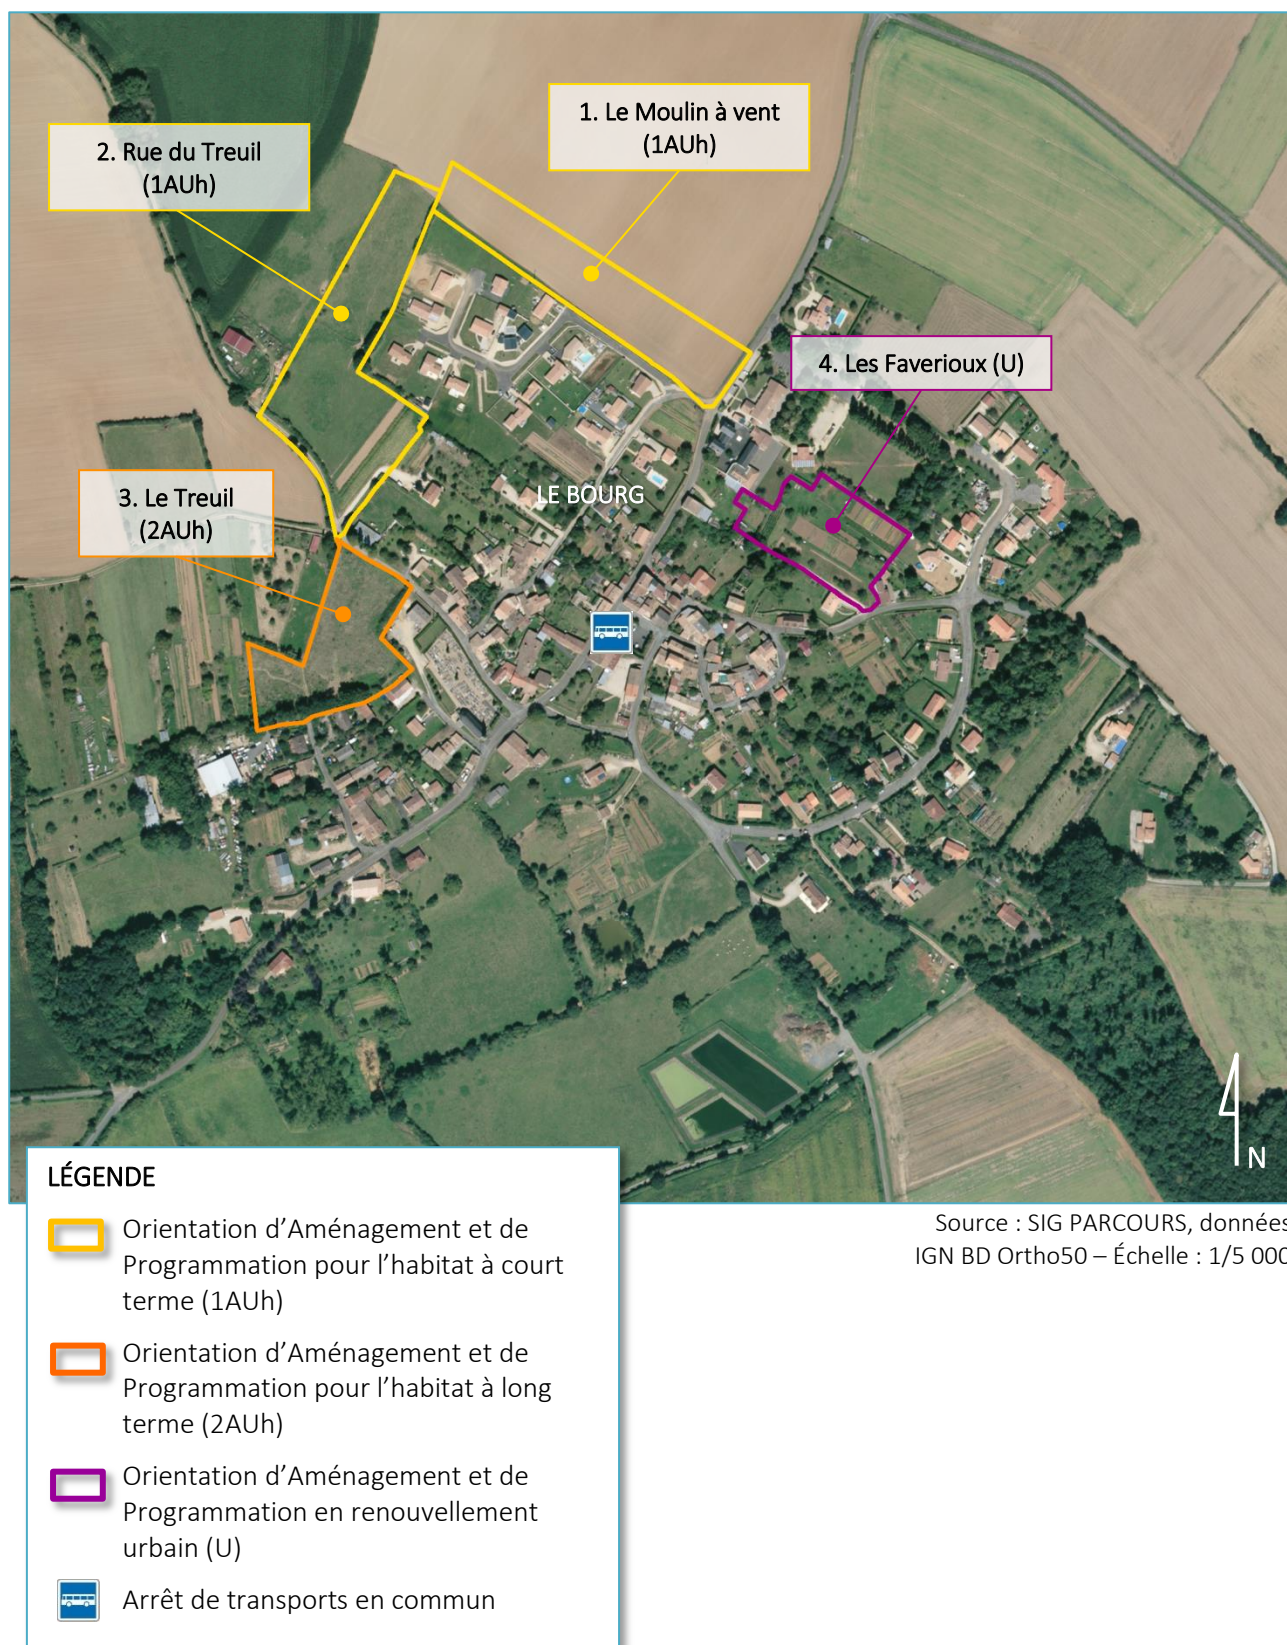 1. Le Moulin à vent
(1AUh)
2. Rue du Treuil
(1AUh)
4. Les Faverioux (U)
3. Le Treuil
(2AUh)
LE BOURG
N
LÉGENDE
Orientation d’Aménagement et de
Programmation pour l’habitat à court
terme (1AUh)
Orientation d’Aménagement et de
Programmation pour l’habitat à long
terme (2AUh)
Orientation d’Aménagement et de
Programmation en renouvellement
urbain (U)
Arrêt de transports en commun
Source : SIG PARCOURS, données
IGN BD Ortho50 – Échelle : 1/5 000